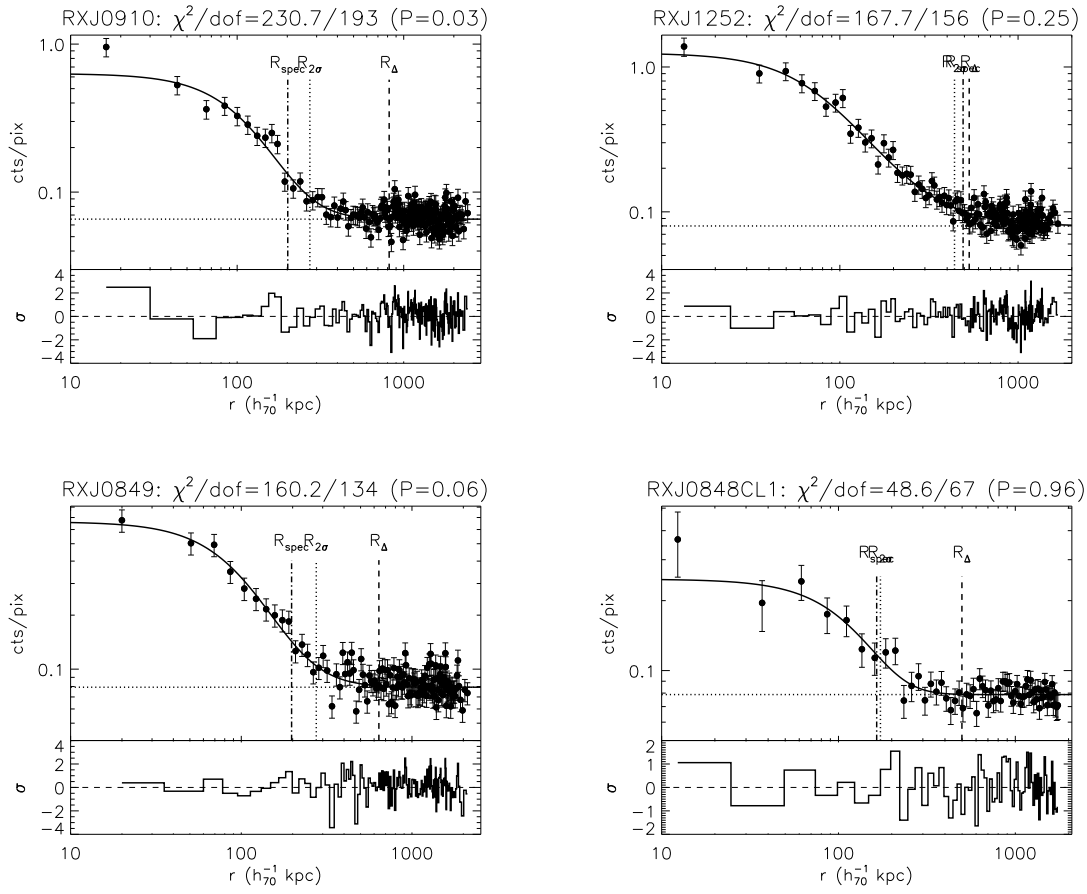 RXJ0910: χ²/dof=230.7/193 (P=0.03)
1.0
0.1
cts/pix
R_spec R_2σ R_Δ
4
2
0
−2
−4
σ
10 100 1000
r (h₇₀⁻¹ kpc)
RXJ1252: χ²/dof=167.7/156 (P=0.25)
1.0
0.1
cts/pix
4
2
0
−2
−4
σ
10 100 1000
r (h₇₀⁻¹ kpc)
RXJ0849: χ²/dof=160.2/134 (P=0.06)
0.1
cts/pix
R_spec R_2σ R_Δ
4
2
0
−2
−4
σ
10 100 1000
r (h₇₀⁻¹ kpc)
RXJ0848CL1: χ²/dof=48.6/67 (P=0.96)
0.1
cts/pix
R_Δ
2
1
0
−1
−2
σ
10 100 1000
r (h₇₀⁻¹ kpc)